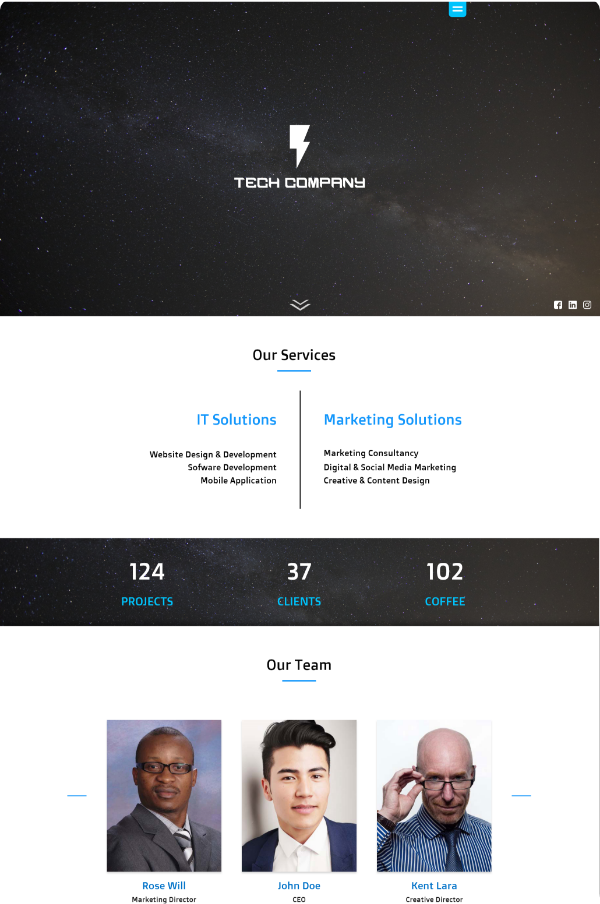 TECH COMPANY
Our Services
IT Solutions
Website Design & Development
Sofware Development
Mobile Application
Marketing Solutions
Marketing Consultancy
Digital & Social Media Marketing
Creative & Content Design
124
PROJECTS
37
CLIENTS
102
COFFEE
Our Team
Rose Will
Marketing Director
John Doe
CEO
Kent Lara
Creative Director